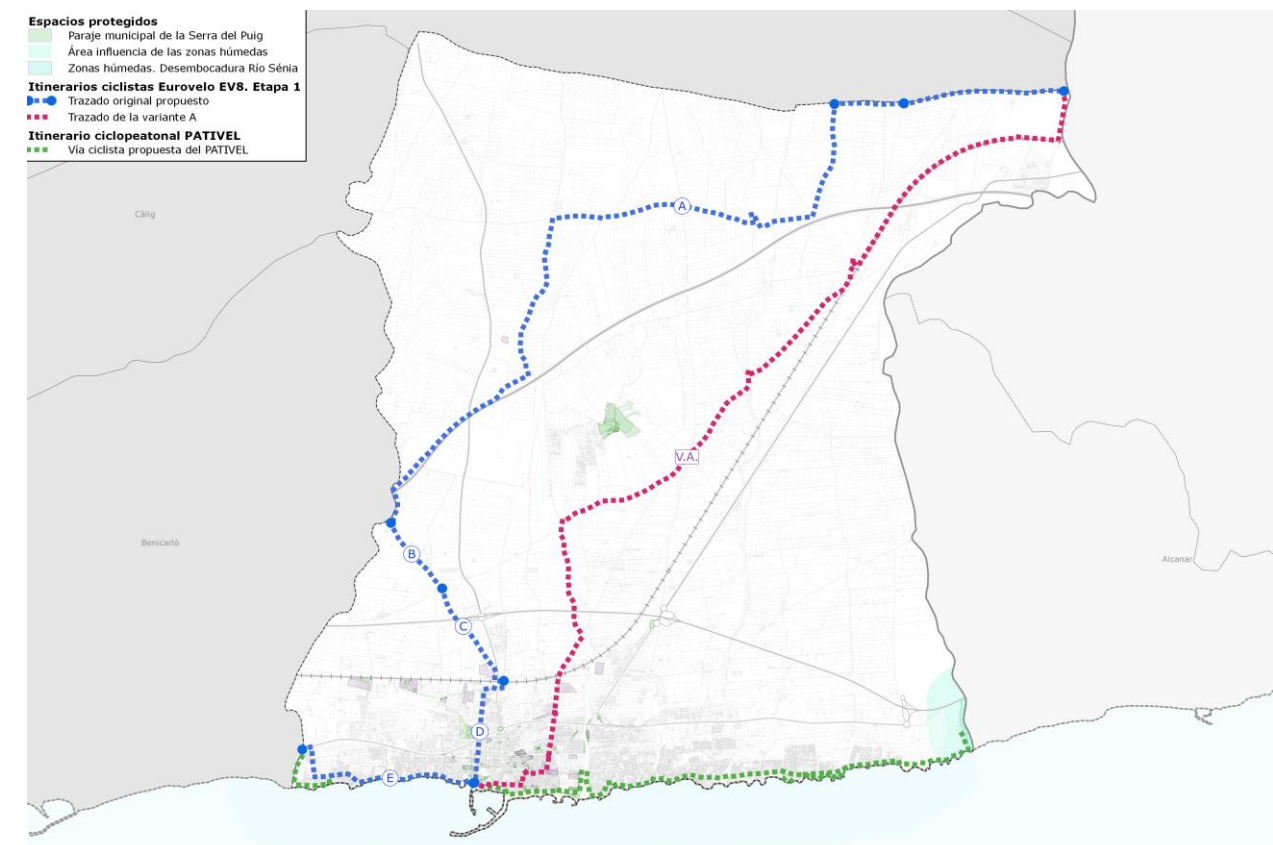 Espacios protegidos
Paraje municipal de la Serra del Puig
Área influencia de las zonas húmedas
Zonas húmedas. Desembocadura Río Sénia
Itinerarios ciclistas Eurovelo EV8. Etapa 1
Trazado original propuesto
Trazado de la variante A
Itinerario ciclopeatonal PATIVEL
Vía ciclista propuesta del PATIVEL
A
Càlig
V.A.
Benicarló
B
Alcanar
C
D
E